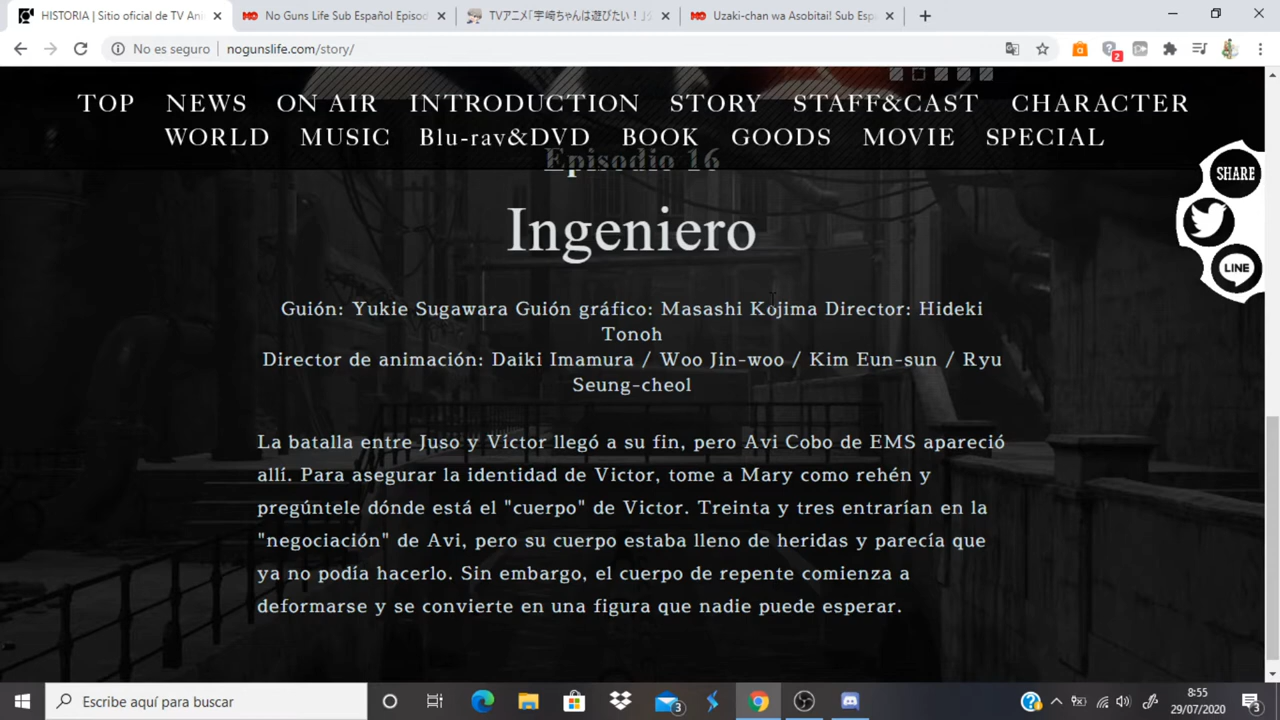 HISTORIA | Sitio oficial de TV Ani
No Guns Life Sub Español Episod
TVアニメ「宇崎ちゃんは遊びたい！」公
Uzaki-chan wa Asobitai! Sub Espa
No es seguro
nogunslife.com/story/
2
TOP NEWS ON AIR INTRODUCTION STORY STAFF&CAST CHARACTER
WORLD MUSIC Blu-ray&DVD BOOK GOODS MOVIE SPECIAL
Episodio 16
SHARE
LINE
Ingeniero
Guión: Yukie Sugawara Guión gráfico: Masashi Kojima Director: Hideki
Tonoh
Director de animación: Daiki Imamura / Woo Jin-woo / Kim Eun-sun / Ryu
Seung-cheol
La batalla entre Juso y Víctor llegó a su fin, pero Avi Cobo de EMS apareció
allí. Para asegurar la identidad de Victor, tome a Mary como rehén y
pregúntele dónde está el "cuerpo" de Victor. Treinta y tres entrarían en la
"negociación" de Avi, pero su cuerpo estaba lleno de heridas y parecía que
ya no podía hacerlo. Sin embargo, el cuerpo de repente comienza a
deformarse y se convierte en una figura que nadie puede esperar.
Escribe aquí para buscar
3
8:55
29/07/2020
3